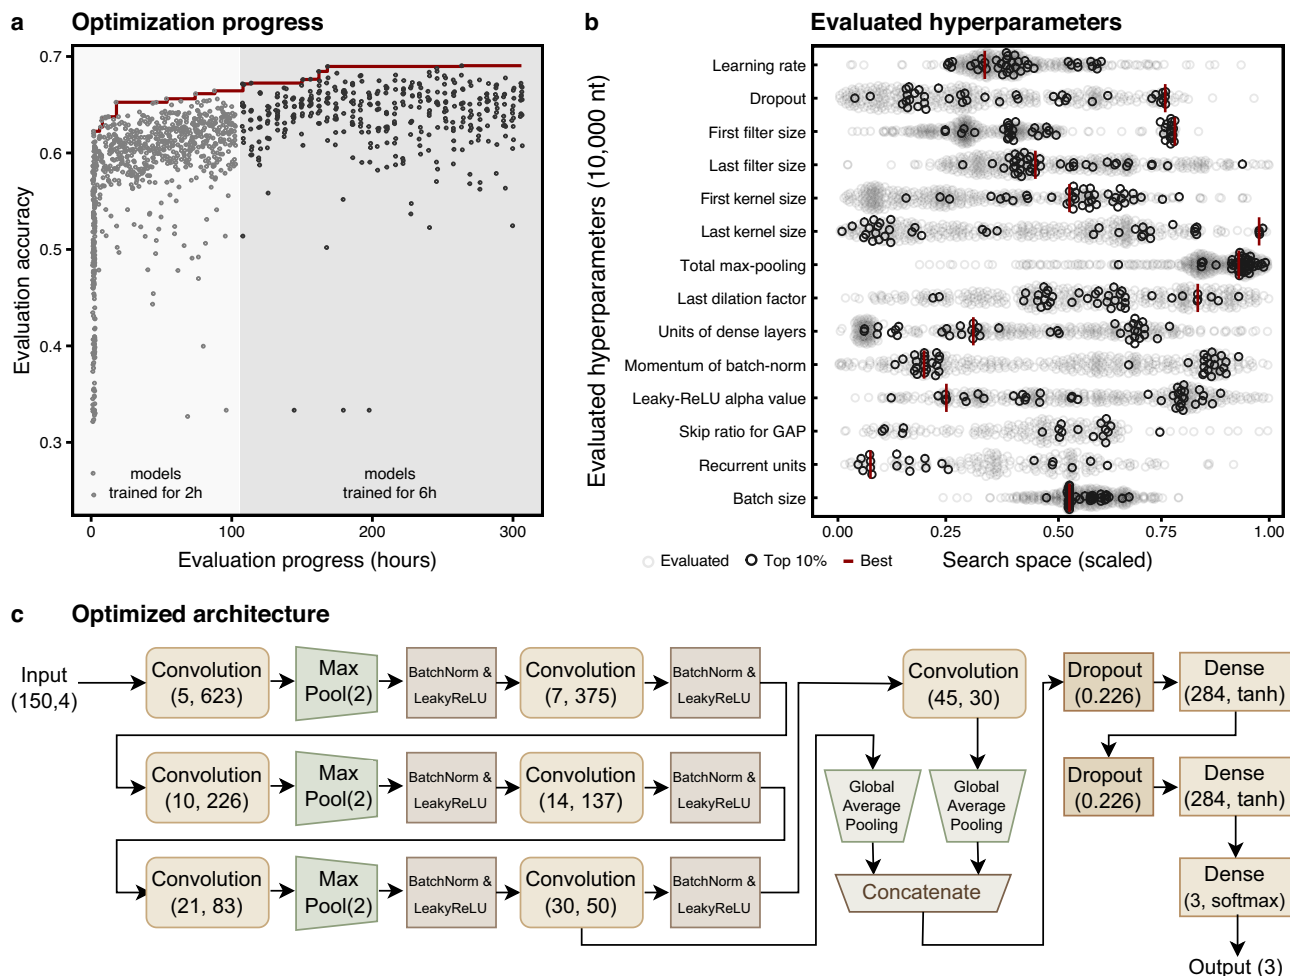 a Optimization progress
0.7
0.6
0.5
0.4
0.3
Evaluation accuracy
models
trained for 2h
models
trained for 6h
0
100
200
300
Evaluation progress (hours)
b Evaluated hyperparameters
Evaluated hyperparameters (10,000 nt)
Learning rate
Dropout
First filter size
Last filter size
First kernel size
Last kernel size
Total max-pooling
Last dilation factor
Units of dense layers
Momentum of batch-norm
Leaky-ReLU alpha value
Skip ratio for GAP
Recurrent units
Batch size
0.00
0.25
0.50
0.75
1.00
Search space (scaled)
Evaluated
Top 10%
Best
c Optimized architecture
Input
(150,4)
Convolution
(5, 623)
Max
Pool(2)
BatchNorm &
LeakyReLU
Convolution
(7, 375)
BatchNorm &
LeakyReLU
Convolution
(10, 226)
Max
Pool(2)
BatchNorm &
LeakyReLU
Convolution
(14, 137)
BatchNorm &
LeakyReLU
Convolution
(21, 83)
Max
Pool(2)
BatchNorm &
LeakyReLU
Convolution
(30, 50)
BatchNorm &
LeakyReLU
Convolution
(45, 30)
Global
Average
Pooling
Global
Average
Pooling
Concatenate
Dropout
(0.226)
Dense
(284, tanh)
Dropout
(0.226)
Dense
(284, tanh)
Dense
(3, softmax)
Output (3)